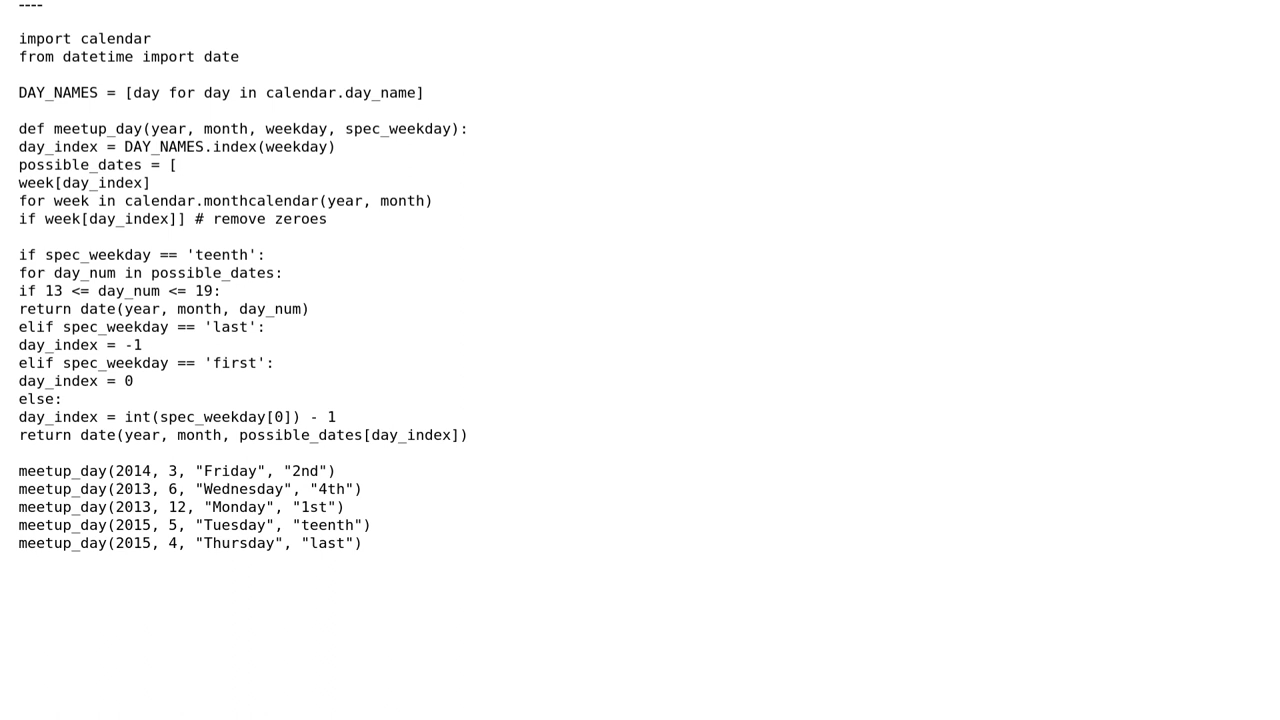 ----
import calendar
from datetime import date
DAY_NAMES = [day for day in calendar.day_name]
def meetup_day(year, month, weekday, spec_weekday):
day_index = DAY_NAMES.index(weekday)
possible_dates = [
week[day_index]
for week in calendar.monthcalendar(year, month)
if week[day_index]] # remove zeroes
if spec_weekday == 'teenth':
for day_num in possible_dates:
if 13 <= day_num <= 19:
return date(year, month, day_num)
elif spec_weekday == 'last':
day_index = -1
elif spec_weekday == 'first':
day_index = 0
else:
day_index = int(spec_weekday[0]) - 1
return date(year, month, possible_dates[day_index])
meetup_day(2014, 3, "Friday", "2nd")
meetup_day(2013, 6, "Wednesday", "4th")
meetup_day(2013, 12, "Monday", "1st")
meetup_day(2015, 5, "Tuesday", "teenth")
meetup_day(2015, 4, "Thursday", "last")